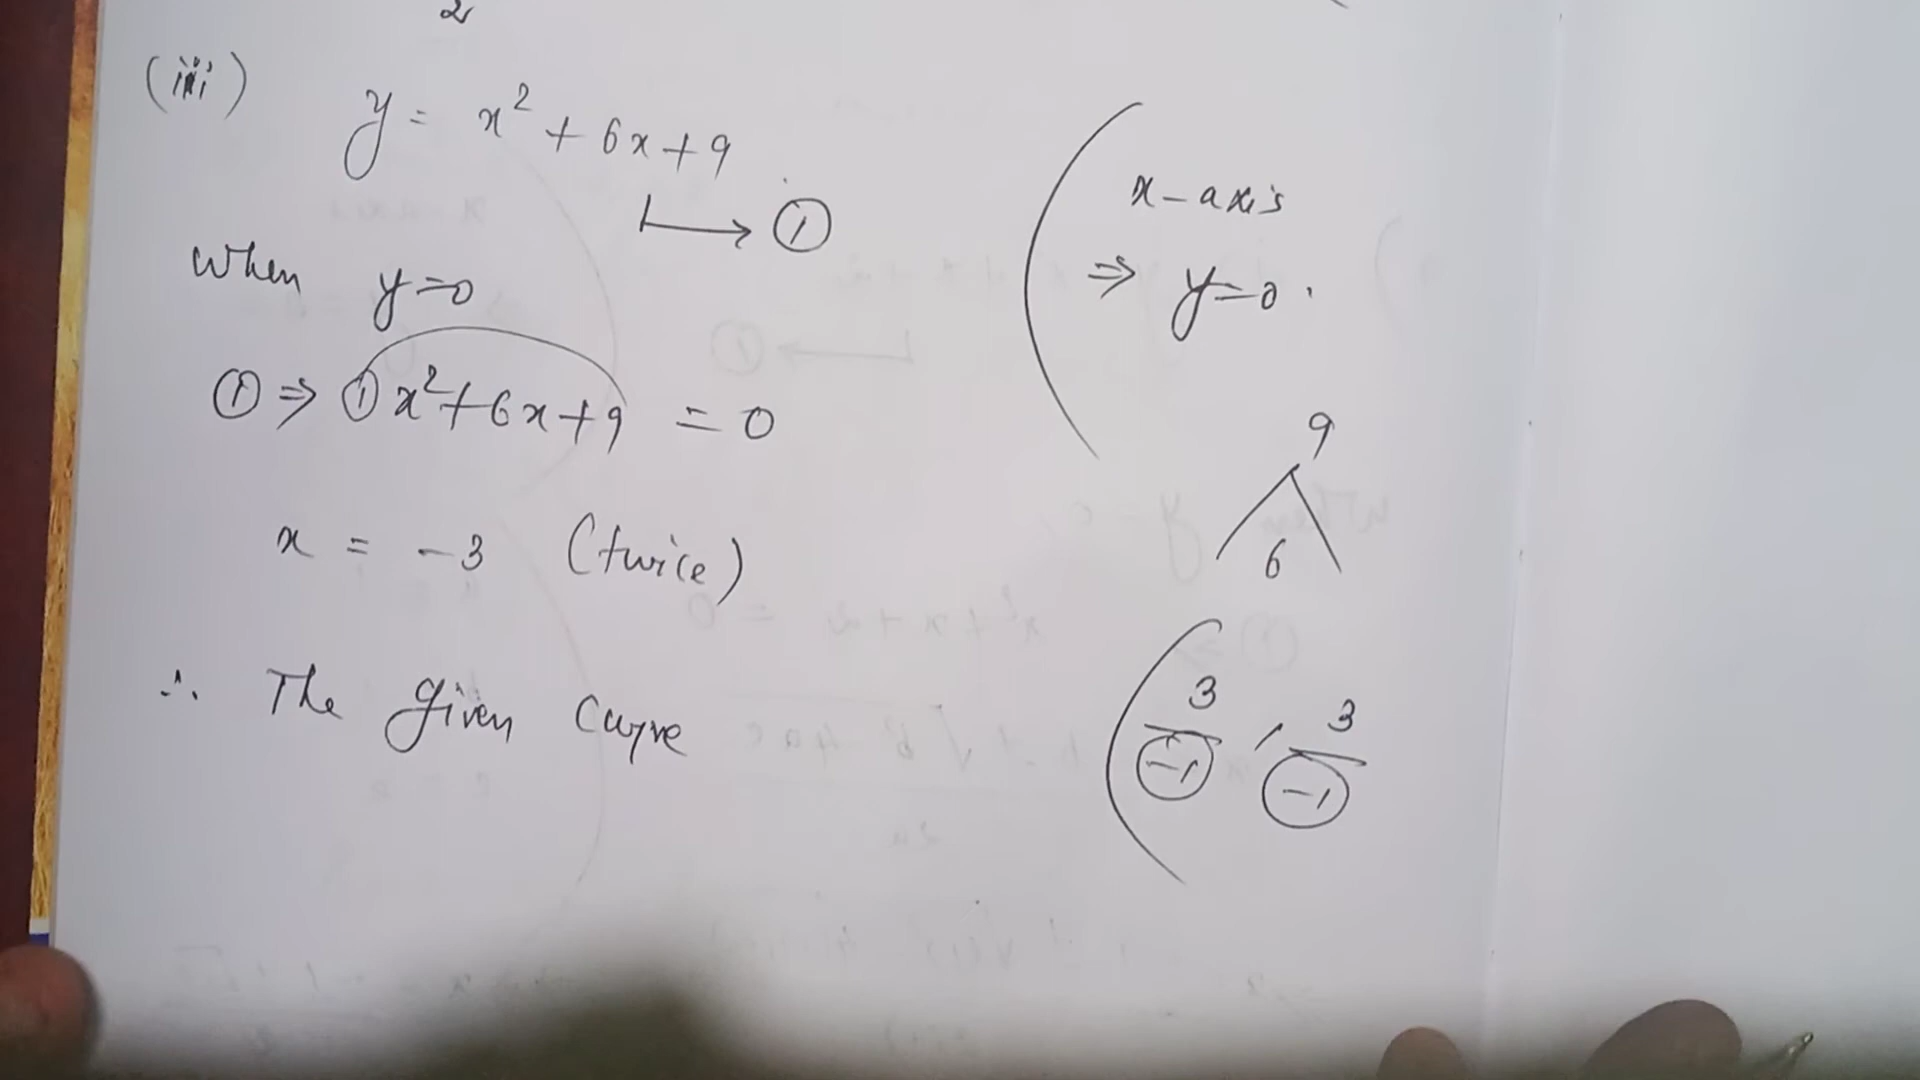 2
(iii)
y = x² + 6x + 9
⟼ ①
When y=0
① ⇒ ① x² + 6x + 9 = 0
x = -3 (twice)
∴ The given curve
x-axis
⇒ y=0.
9
6
3/-1 , 3/-1